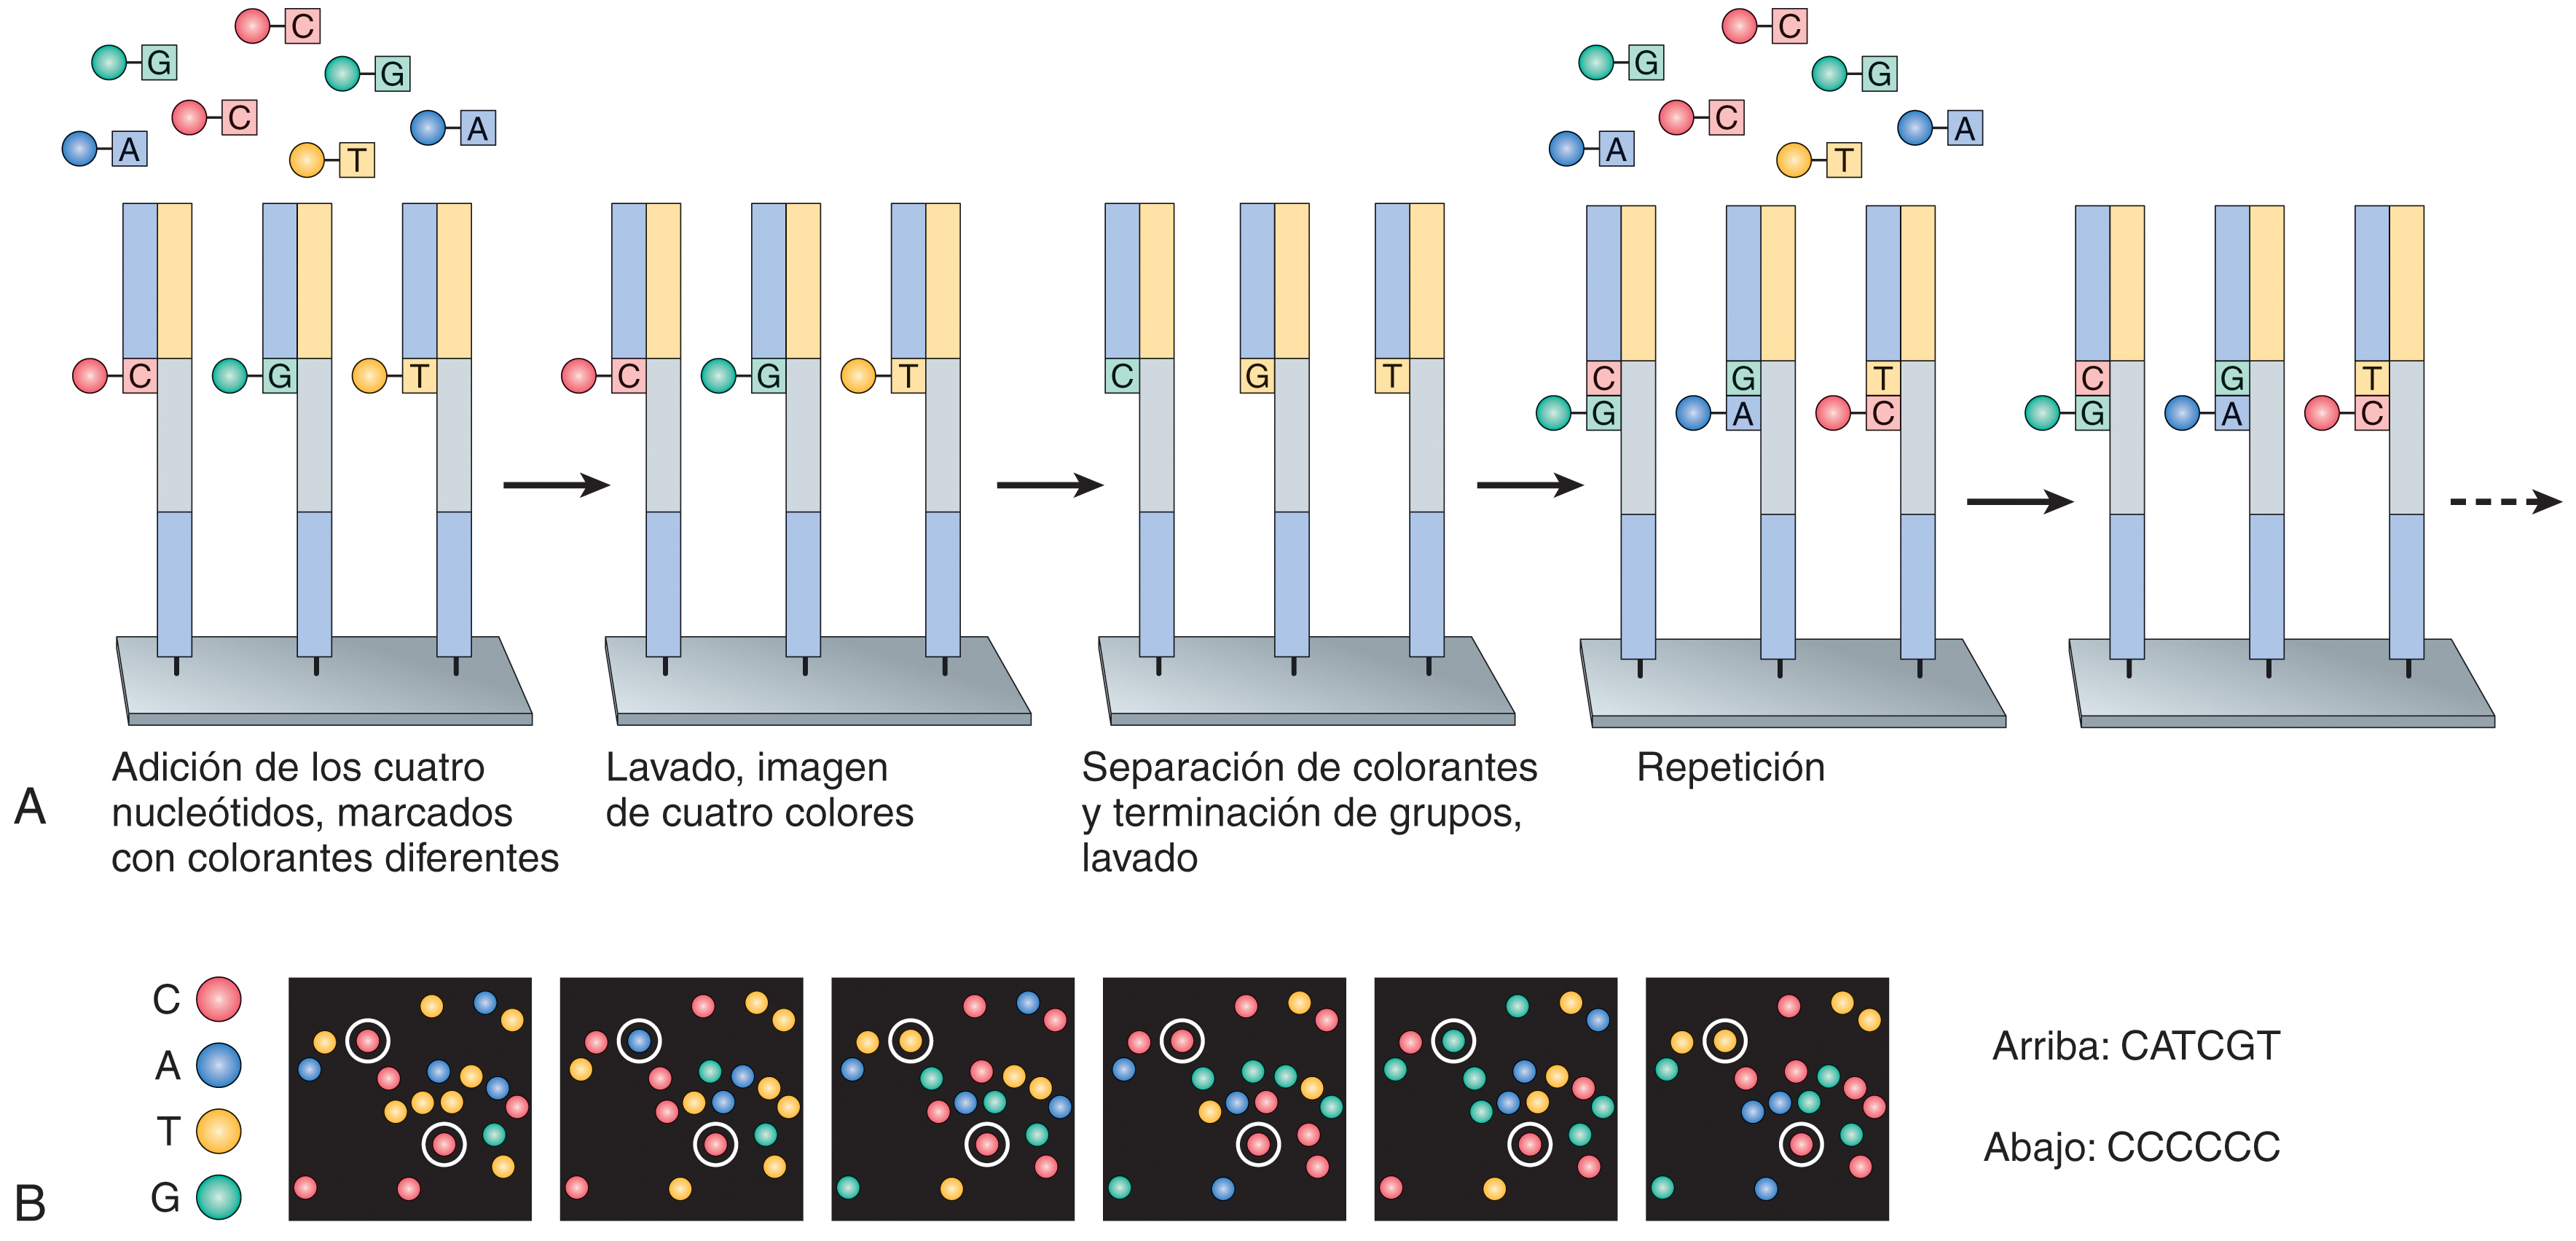 C
G
G
C
A
A
T
C
G
G
C
A
A
T
C
G
T
C
G
T
C
G
T
C
G
T
G
A
C
C
G
T
G
A
C
A
Adición de los cuatro
nucleótidos, marcados
con colorantes diferentes
Lavado, imagen
de cuatro colores
Separación de colorantes
y terminación de grupos,
lavado
Repetición
B
C
A
T
G
Arriba: CATCGT
Abajo: CCCCCC